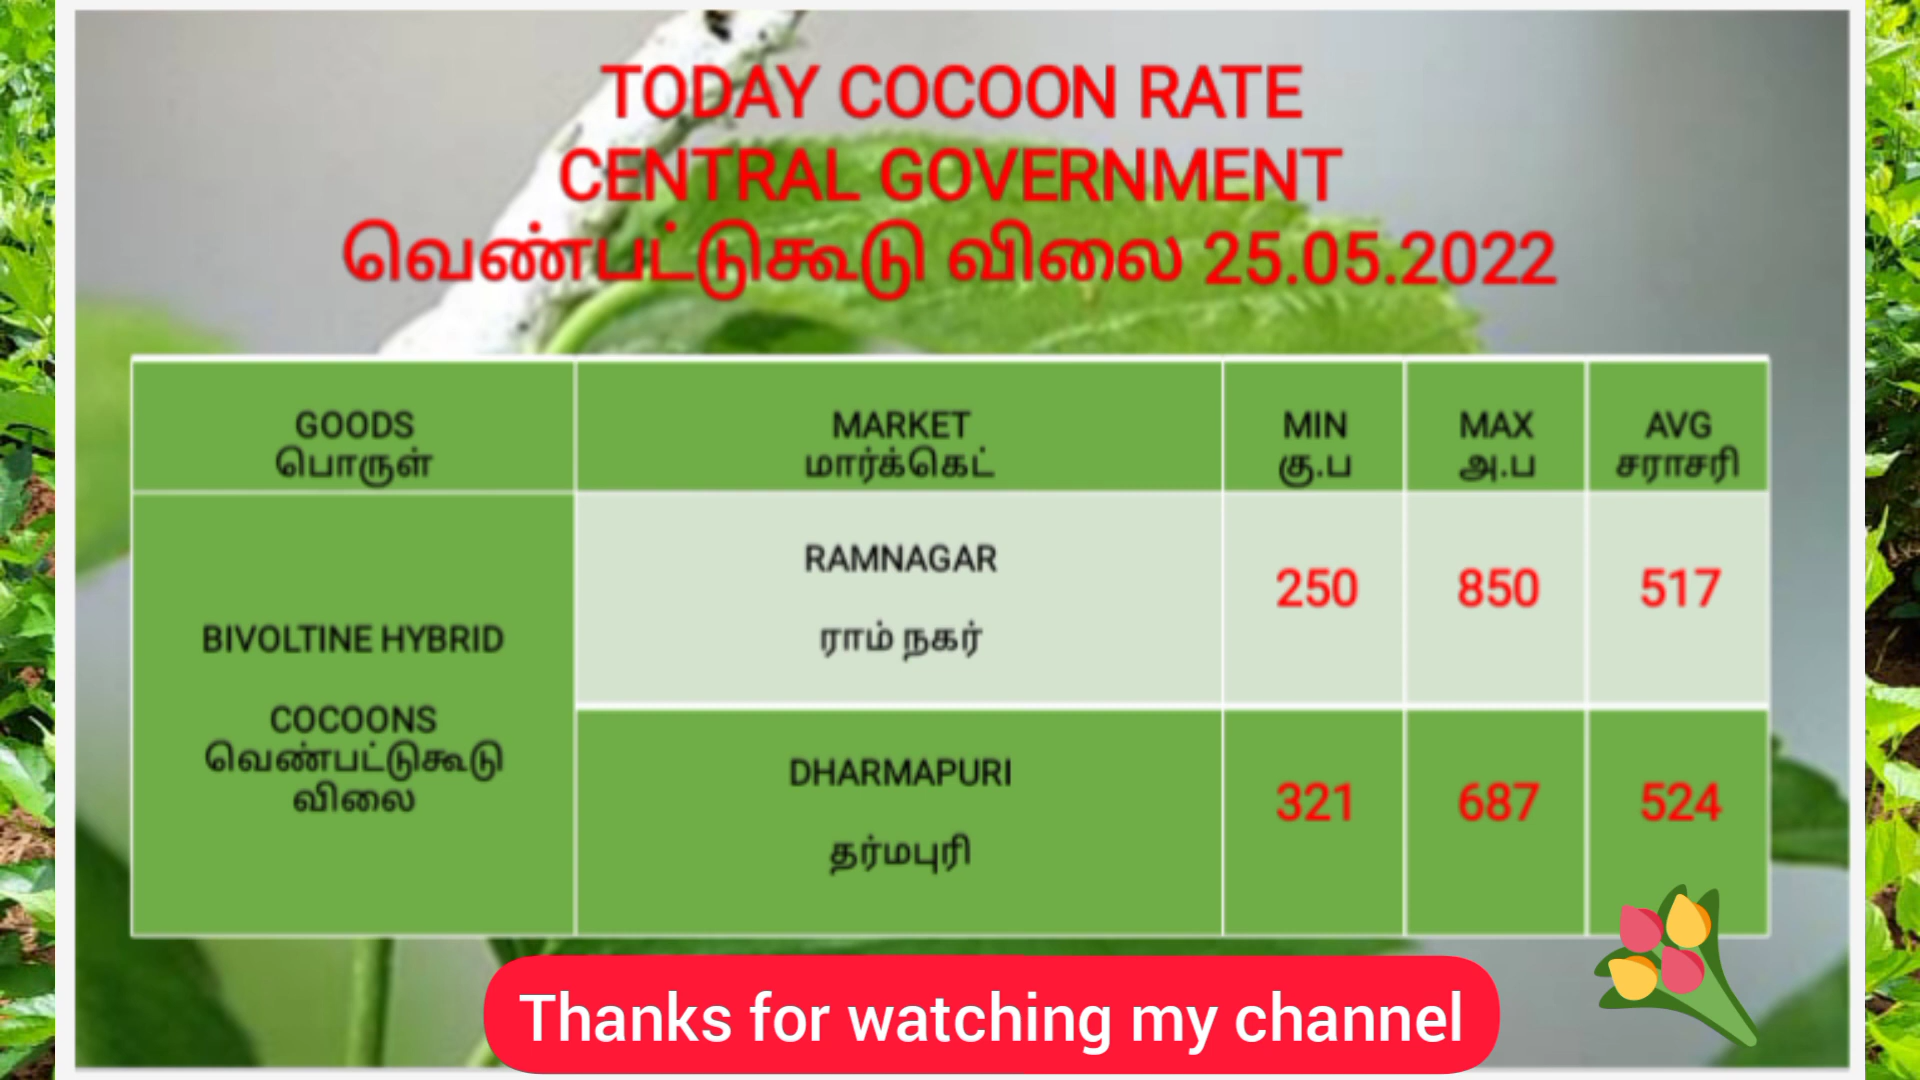 TODAY COCOON RATE
CENTRAL GOVERNMENT
வெண்பட்டுகூடு விலை 25.05.2022
GOODS
பொருள்
MARKET
மார்க்கெட்
MIN
கு.ப
MAX
அ.ப
AVG
சராசரி
BIVOLTINE HYBRID
COCOONS
வெண்பட்டுகூடு
விலை
RAMNAGAR
ராம் நகர்
250
850
517
DHARMAPURI
தர்மபுரி
321
687
524
Thanks for watching my channel